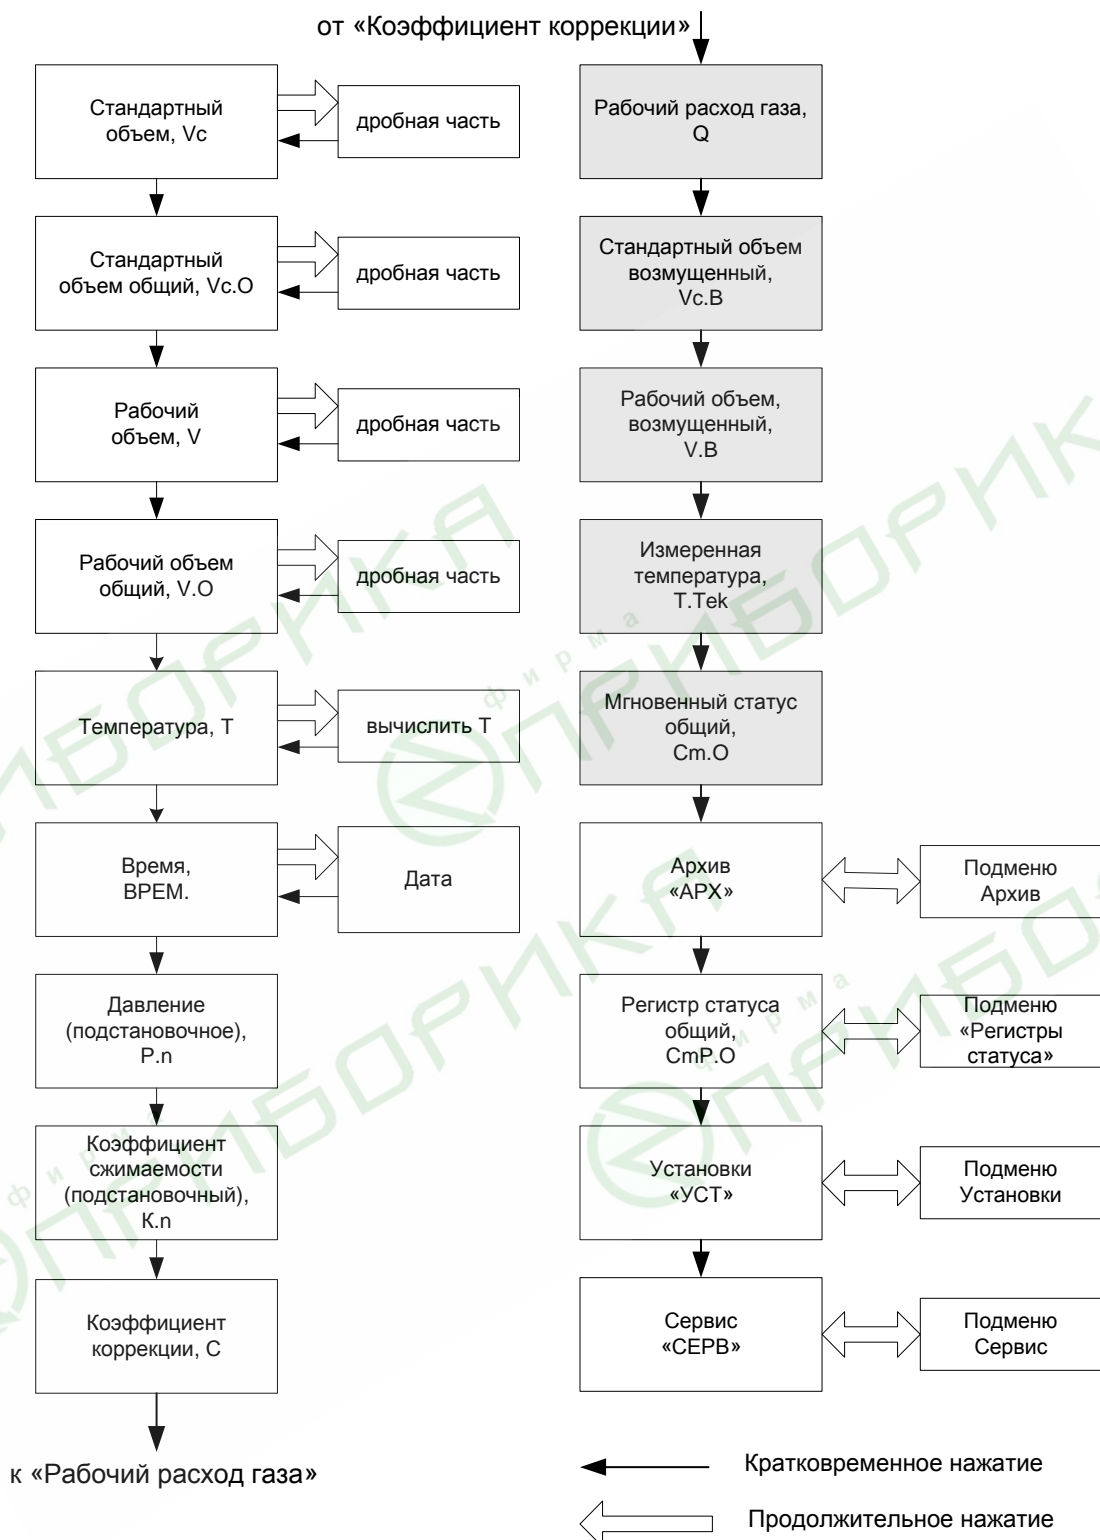 от «Коэффициент коррекции»
Стандартный
объем, Vc
дробная часть
Стандартный
объем общий, Vc.O
дробная часть
Рабочий
объем, V
дробная часть
Рабочий объем
общий, V.O
дробная часть
Температура, T
вычислить T
Время,
ВРЕМ.
Дата
Давление
(подстановочное),
P.n
Коэффициент
сжимаемости
(подстановочный),
K.n
Коэффициент
коррекции, C
к «Рабочий расход газа»
Рабочий расход газа,
Q
Стандартный объем
возмущенный,
Vc.B
Рабочий объем,
возмущенный,
V.B
Измеренная
температура,
T.Tek
Мгновенный статус
общий,
Cm.O
Архив
«АРХ»
Подменю
Архив
Регистр статуса
общий,
CmP.O
Подменю
«Регистры
статуса»
Установки
«УСТ»
Подменю
Установки
Сервис
«СЕРВ»
Подменю
Сервис
Кратковременное нажатие
Продолжительное нажатие
фирма
ПРИБОРИКА
фирма
ПРИБОРИКА